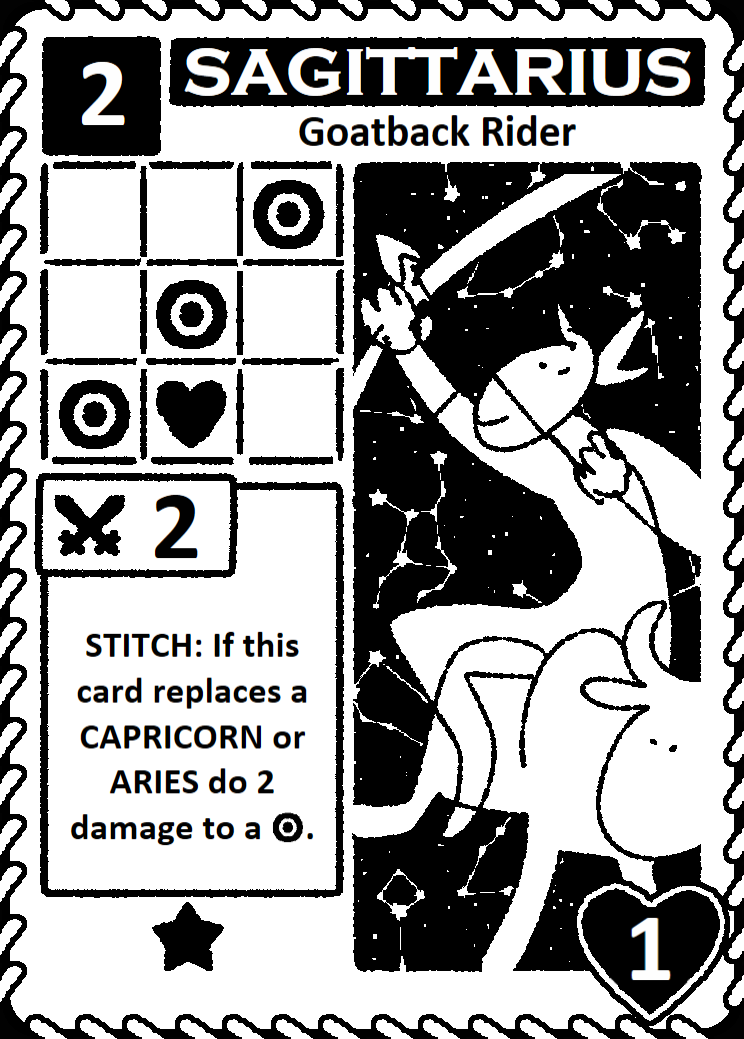 2
SAGITTARIUS
Goatback Rider
2
STITCH: If this
card replaces a
CAPRICORN or
ARIES do 2
damage to a .
1